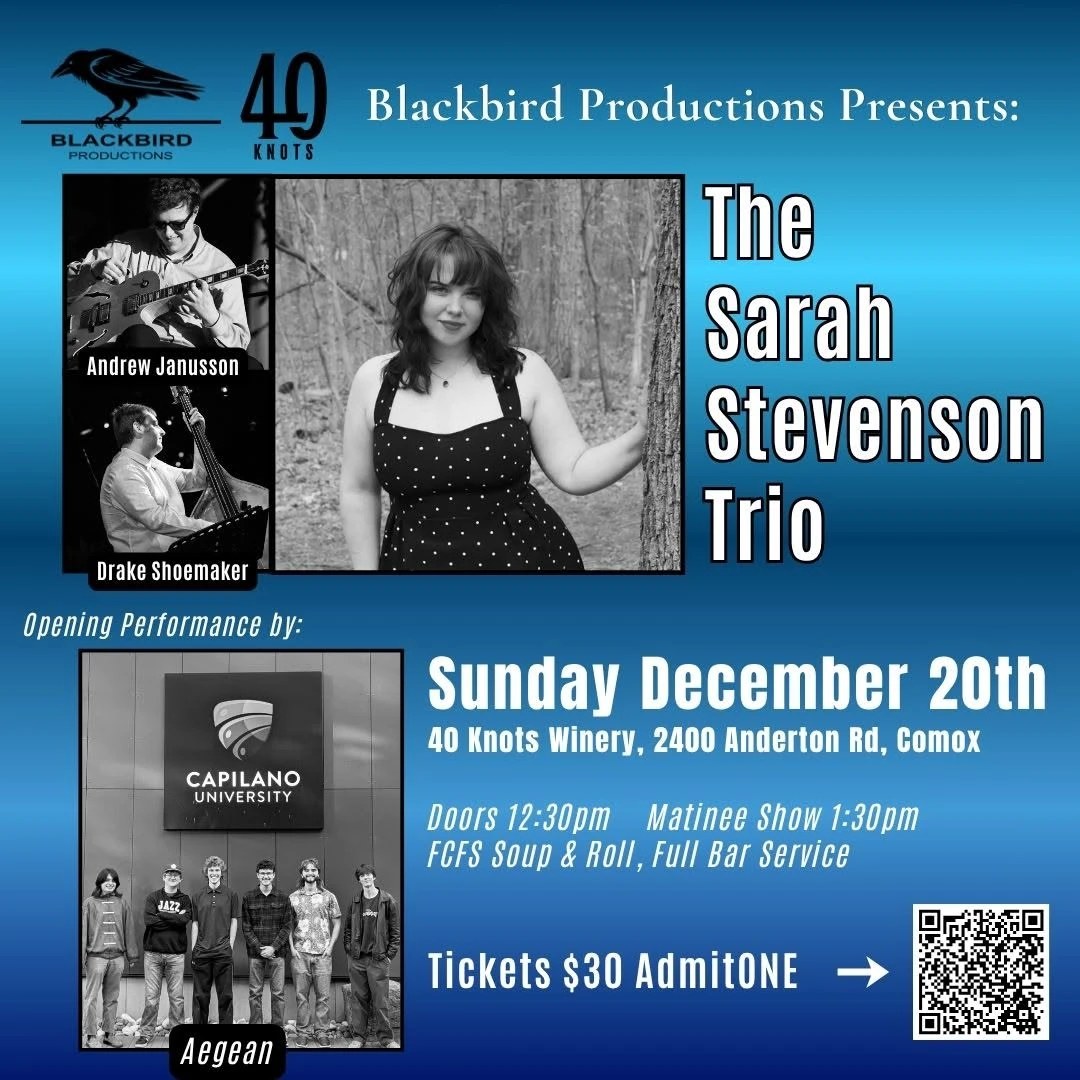 BLACKBIRD
PRODUCTIONS
40
KNOTS
Blackbird Productions Presents:
Andrew Janusson
Drake Shoemaker
The
Sarah
Stevenson
Trio
Opening Performance by:
CAPILANO
UNIVERSITY
JAZZ
Aegean
Sunday December 20th
40 Knots Winery, 2400 Anderton Rd, Comox
Doors 12:30pm Matinee Show 1:30pm
FCFS Soup & Roll, Full Bar Service
Tickets $30 AdmitONE